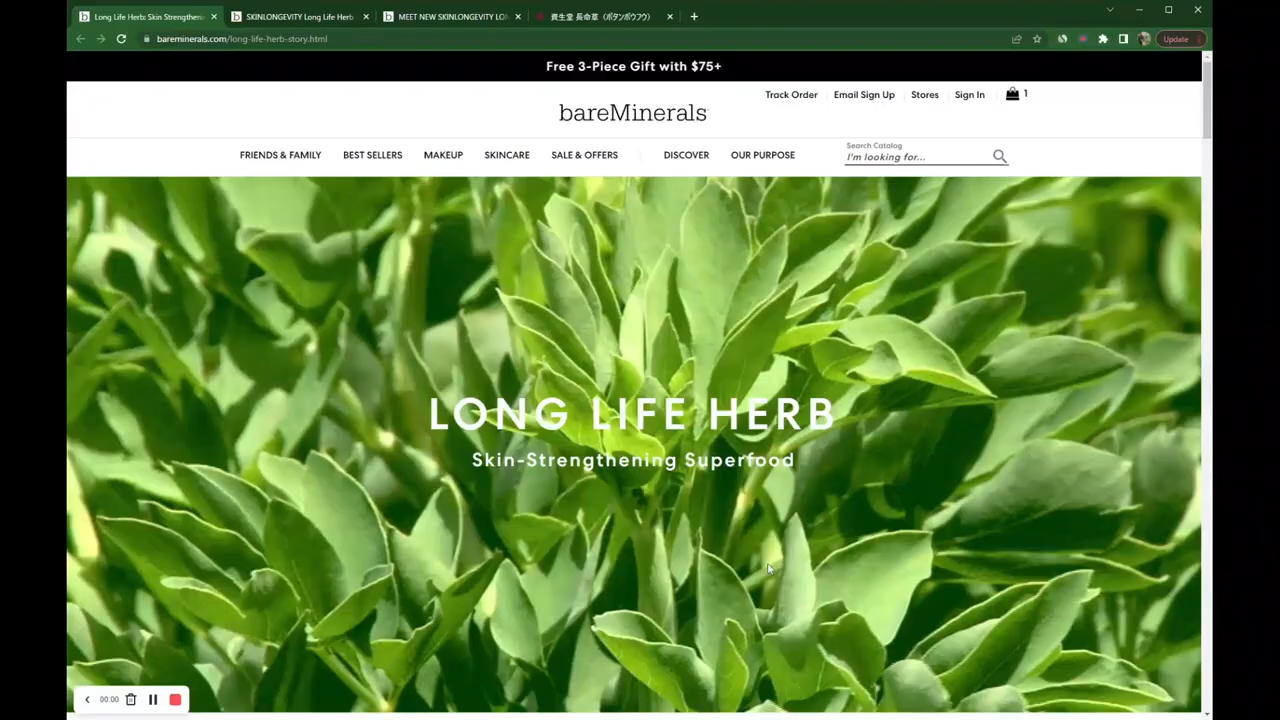 Long Life Herb: Skin Strengthenin
SKINLONGEVITY Long Life Herb
MEET NEW SKINLONGEVITY LO
資生堂 長命草（ボタンボウフウ）
bareminerals.com/long-life-herb-story.html
Update
Free 3-Piece Gift with $75+
Track Order
Email Sign Up
Stores
Sign In
1
bareMinerals
FRIENDS & FAMILY
BEST SELLERS
MAKEUP
SKINCARE
SALE & OFFERS
DISCOVER
OUR PURPOSE
Search Catalog
I'm looking for...
LONG LIFE HERB
Skin-Strengthening Superfood
00:00